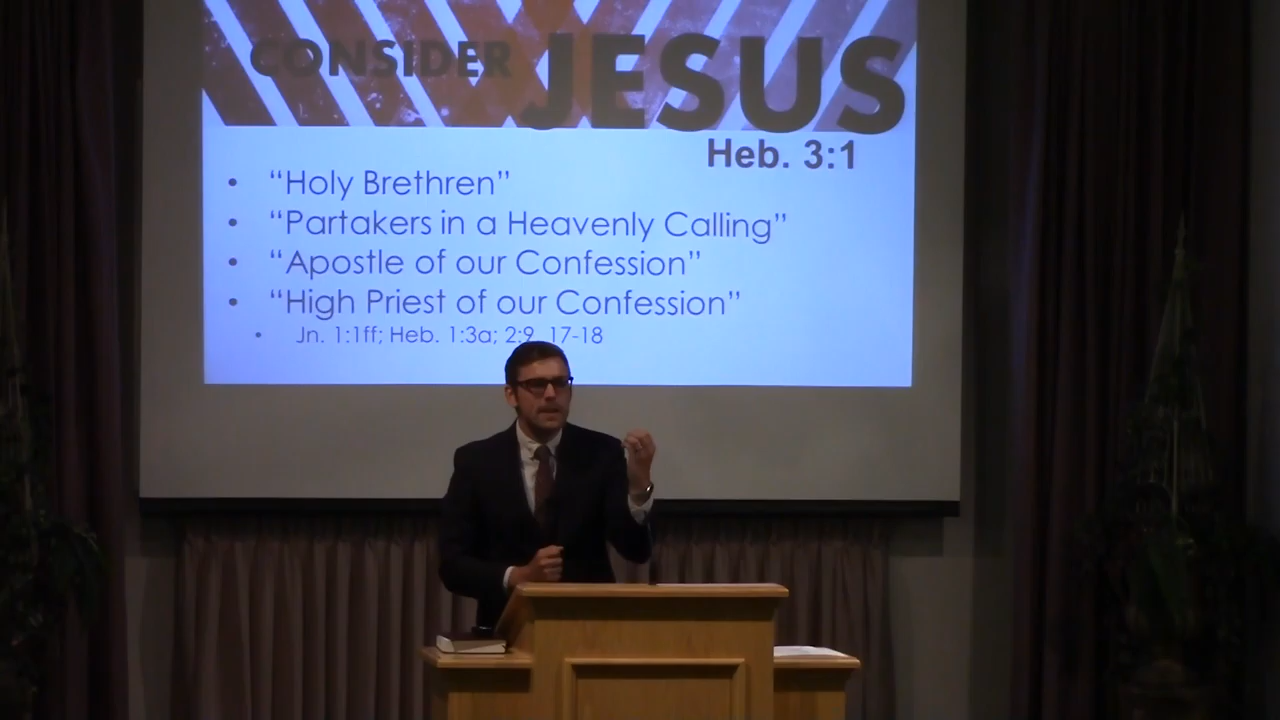 CONSIDER JESUS
Heb. 3:1
• “Holy Brethren”
• “Partakers in a Heavenly Calling”
• “Apostle of our Confession”
• “High Priest of our Confession”
• Jn. 1:1ff; Heb. 1:3a; 2:9, 17-18